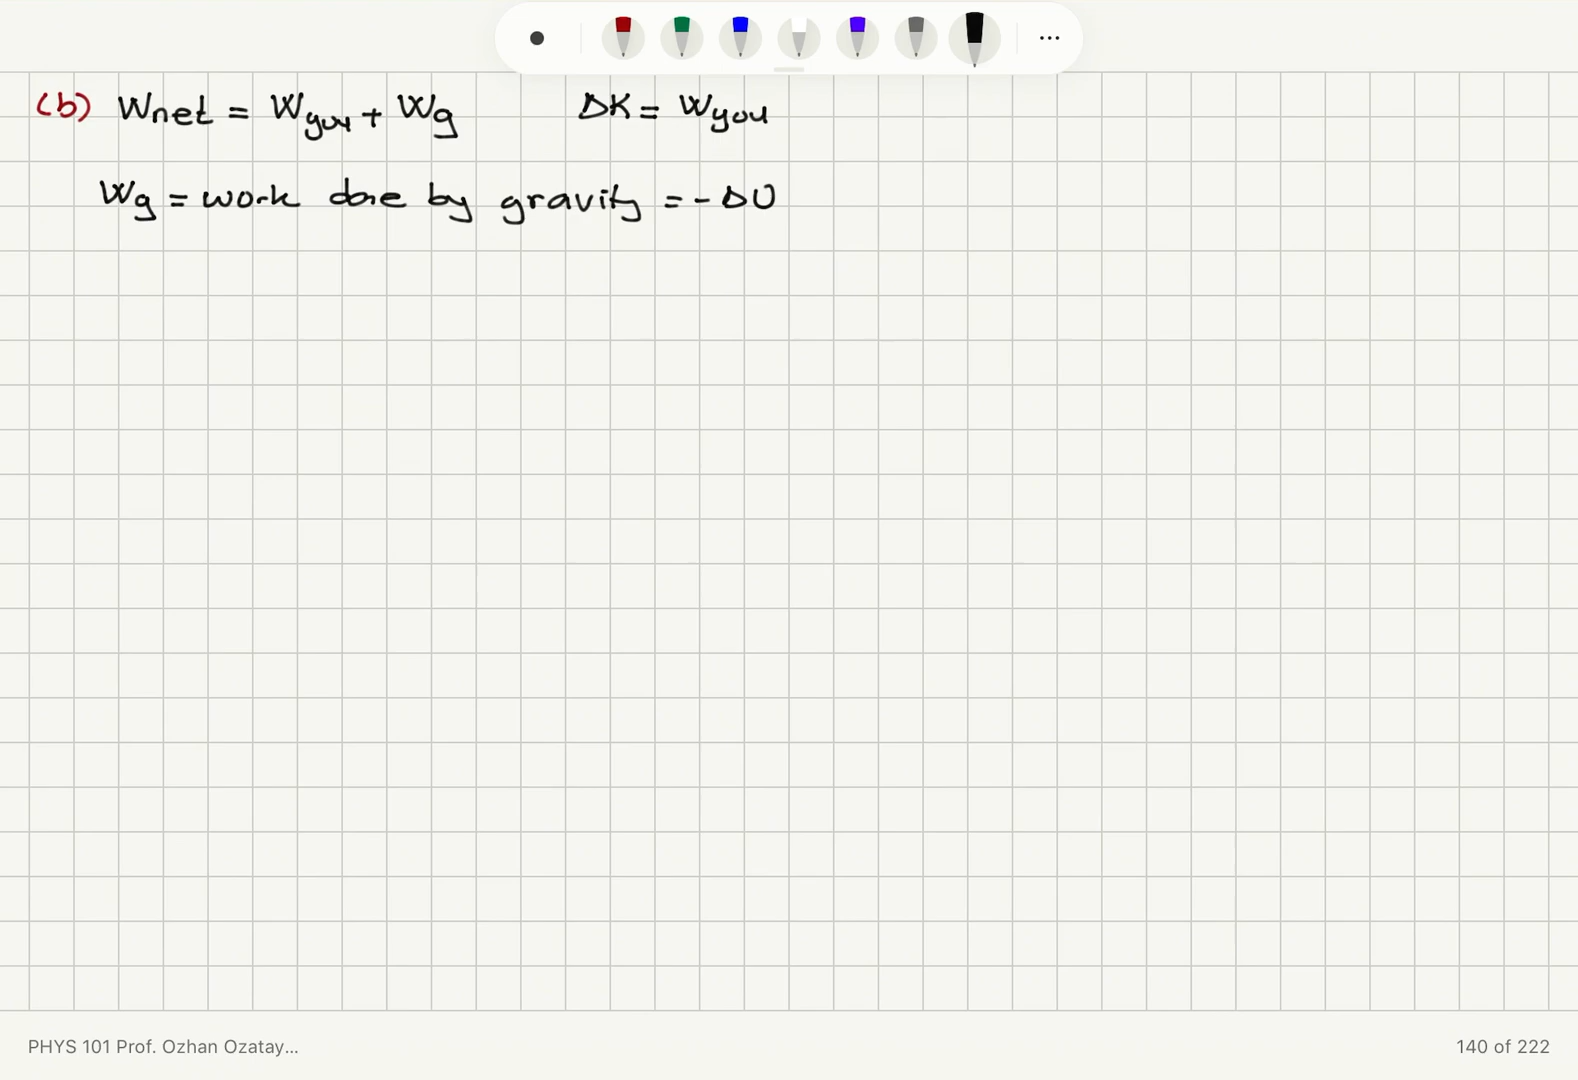 (b) Wnet = Wyou + Wg ΔK = Wyou
Wg = work done by gravity = - ΔU
PHYS 101 Prof. Ozhan Ozatay...
140 of 222